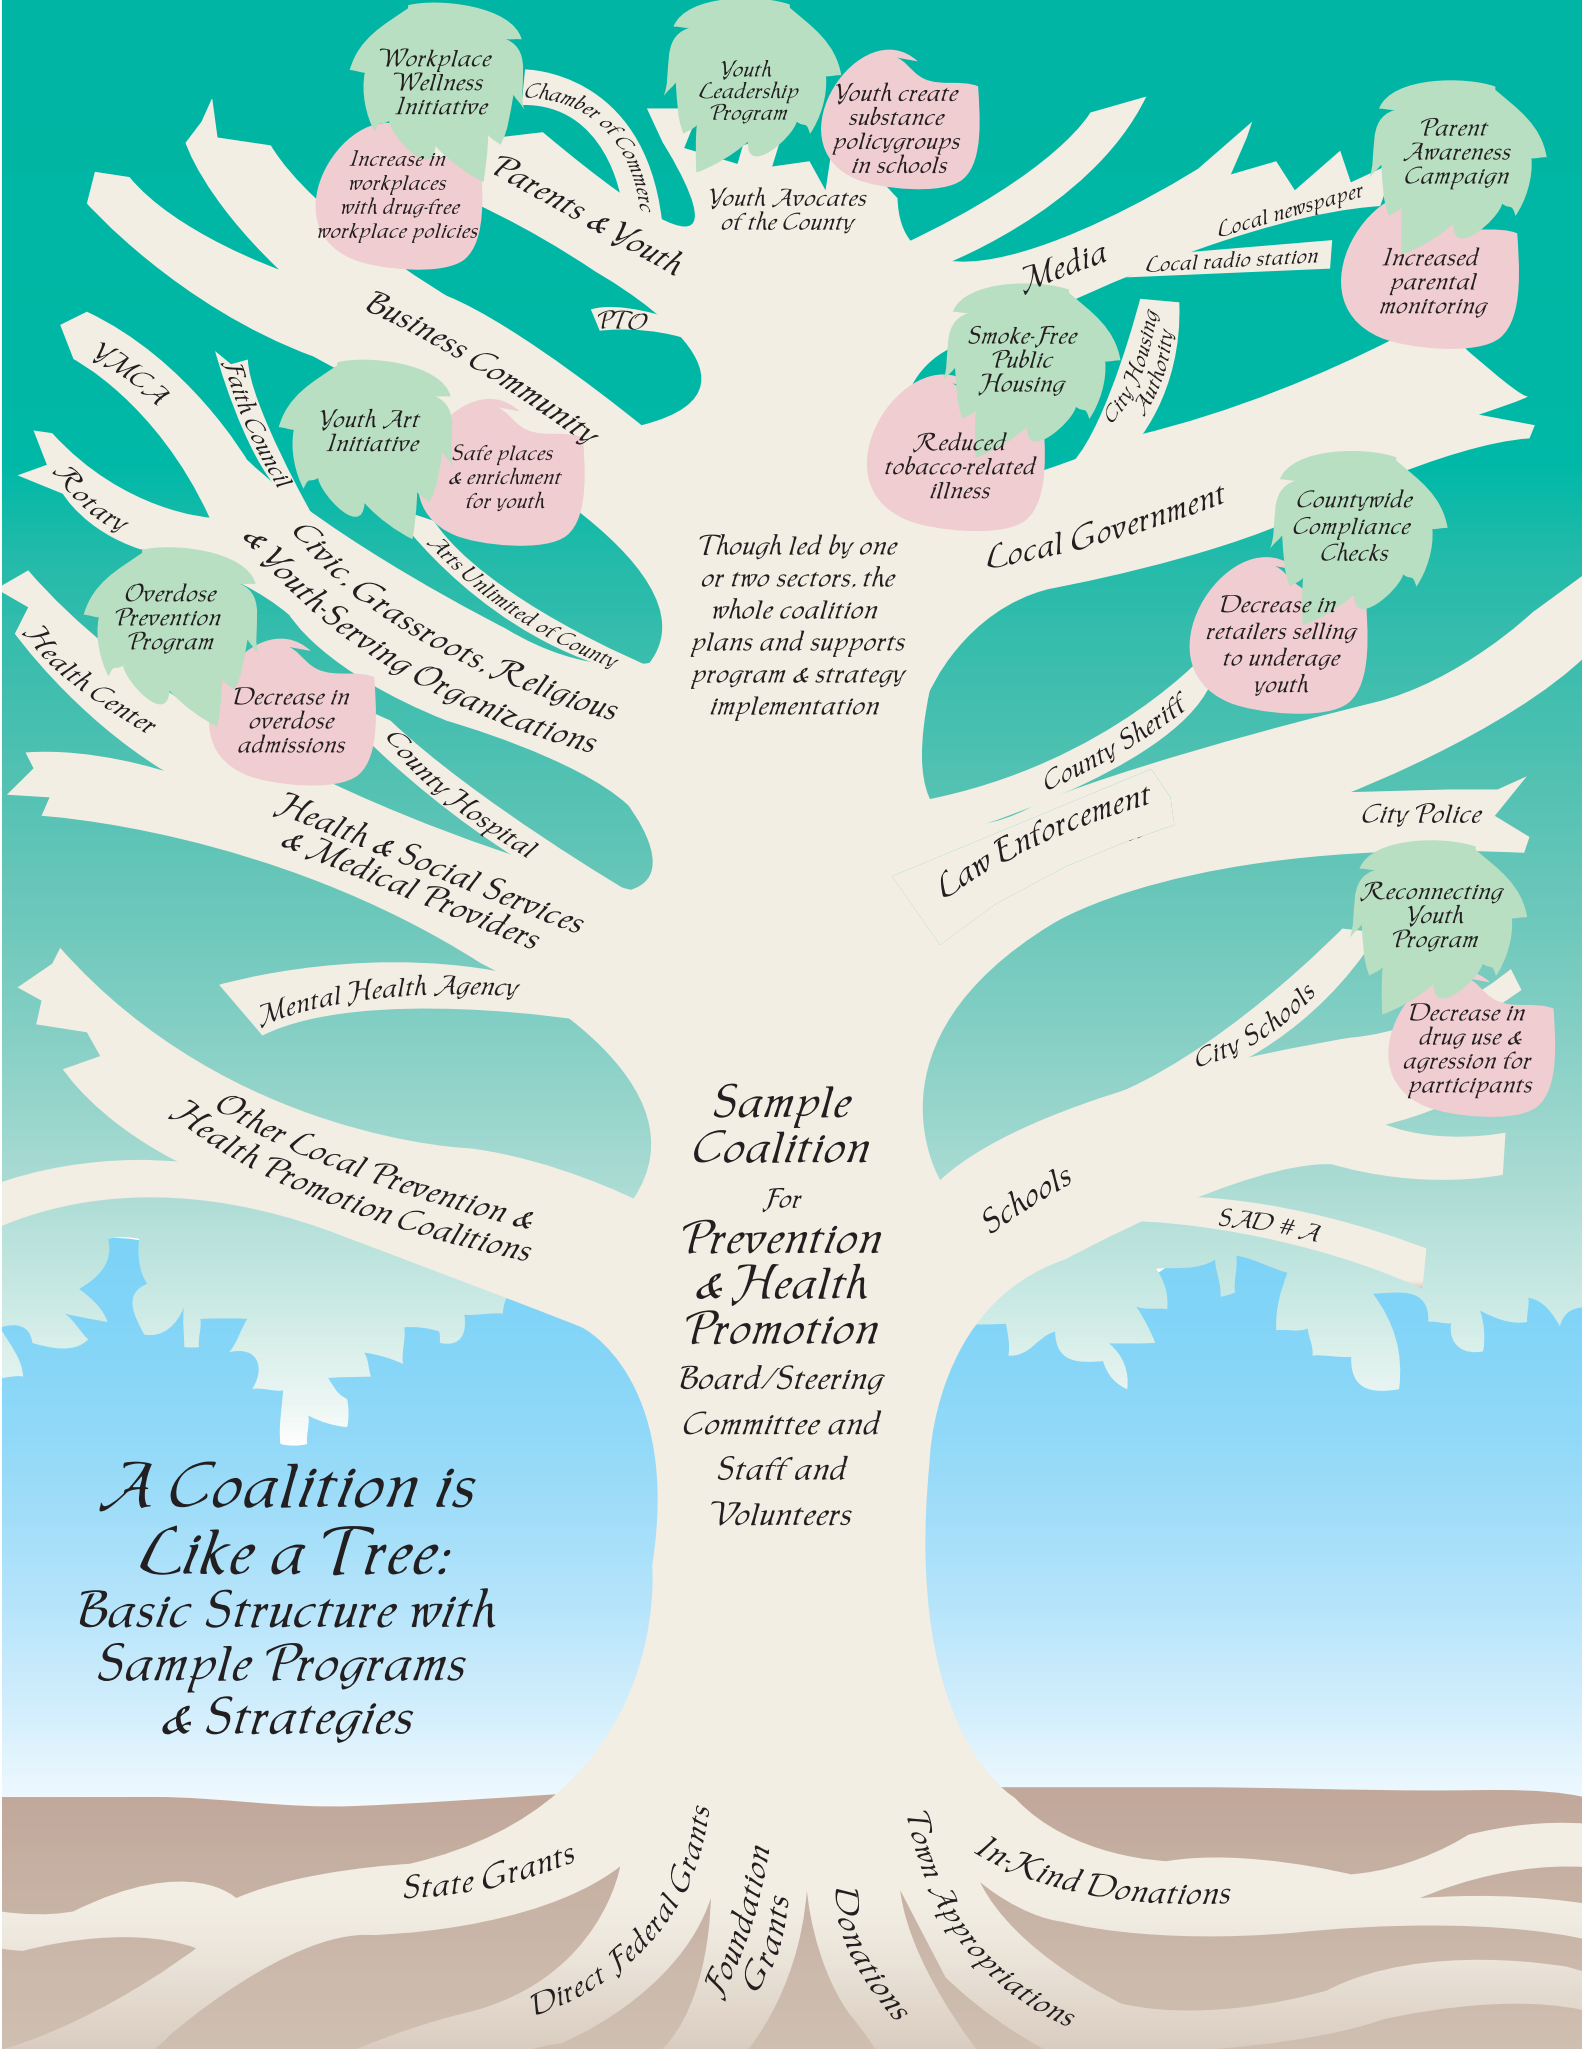 Workplace
Wellness
Initiative
Increase in
workplaces
with drug-free
workplace policies
Chamber of Commerc
Parents & Youth
Youth
Leadership
Program
Youth create
substance
policygroups
in schools
Youth Avocates
of the County
PTO
Business Community
Media
Local newspaper
Local radio station
Parent
Awareness
Campaign
Increased
parental
monitoring
Smoke-Free
Public
Housing
Reduced
tobacco-related
illness
City Housing
Authority
Local Government
YMCA
Faith Council
Rotary
Youth Art
Initiative
Safe places
& enrichment
for youth
Arts Unlimited of County
Civic, Grassroots, Religious
& Youth-Serving Organizations
Though led by one
or two sectors, the
whole coalition
plans and supports
program & strategy
implementation
Countywide
Compliance
Checks
Decrease in
retailers selling
to underage
youth
County Sheriff
Law Enforcement
City Police
Overdose
Prevention
Program
Decrease in
overdose
admissions
Health Center
County Hospital
Health & Social Services
& Medical Providers
Mental Health Agency
Reconnecting
Youth
Program
Decrease in
drug use &
agression for
participants
City Schools
Schools
SAD # A
Other Local Prevention &
Health Promotion Coalitions
Sample
Coalition
For
Prevention
& Health
Promotion
Board/Steering
Committee and
Staff and
Volunteers
A Coalition is
Like a Tree:
Basic Structure with
Sample Programs
& Strategies
State Grants
Direct Federal Grants
Foundation
Grants
Donations
Town Appropriations
In-Kind Donations